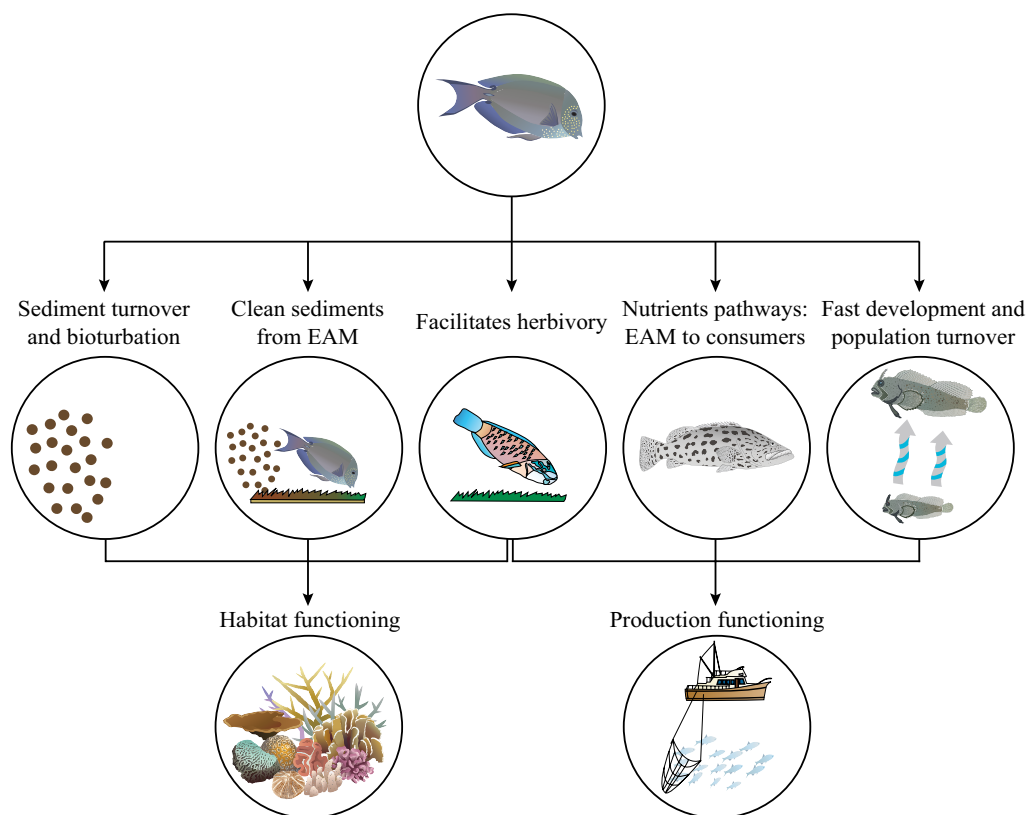 Sediment turnover
and bioturbation
Clean sediments
from EAM
Facilitates herbivory
Nutrients pathways:
EAM to consumers
Fast development and
population turnover
Habitat functioning
Production functioning